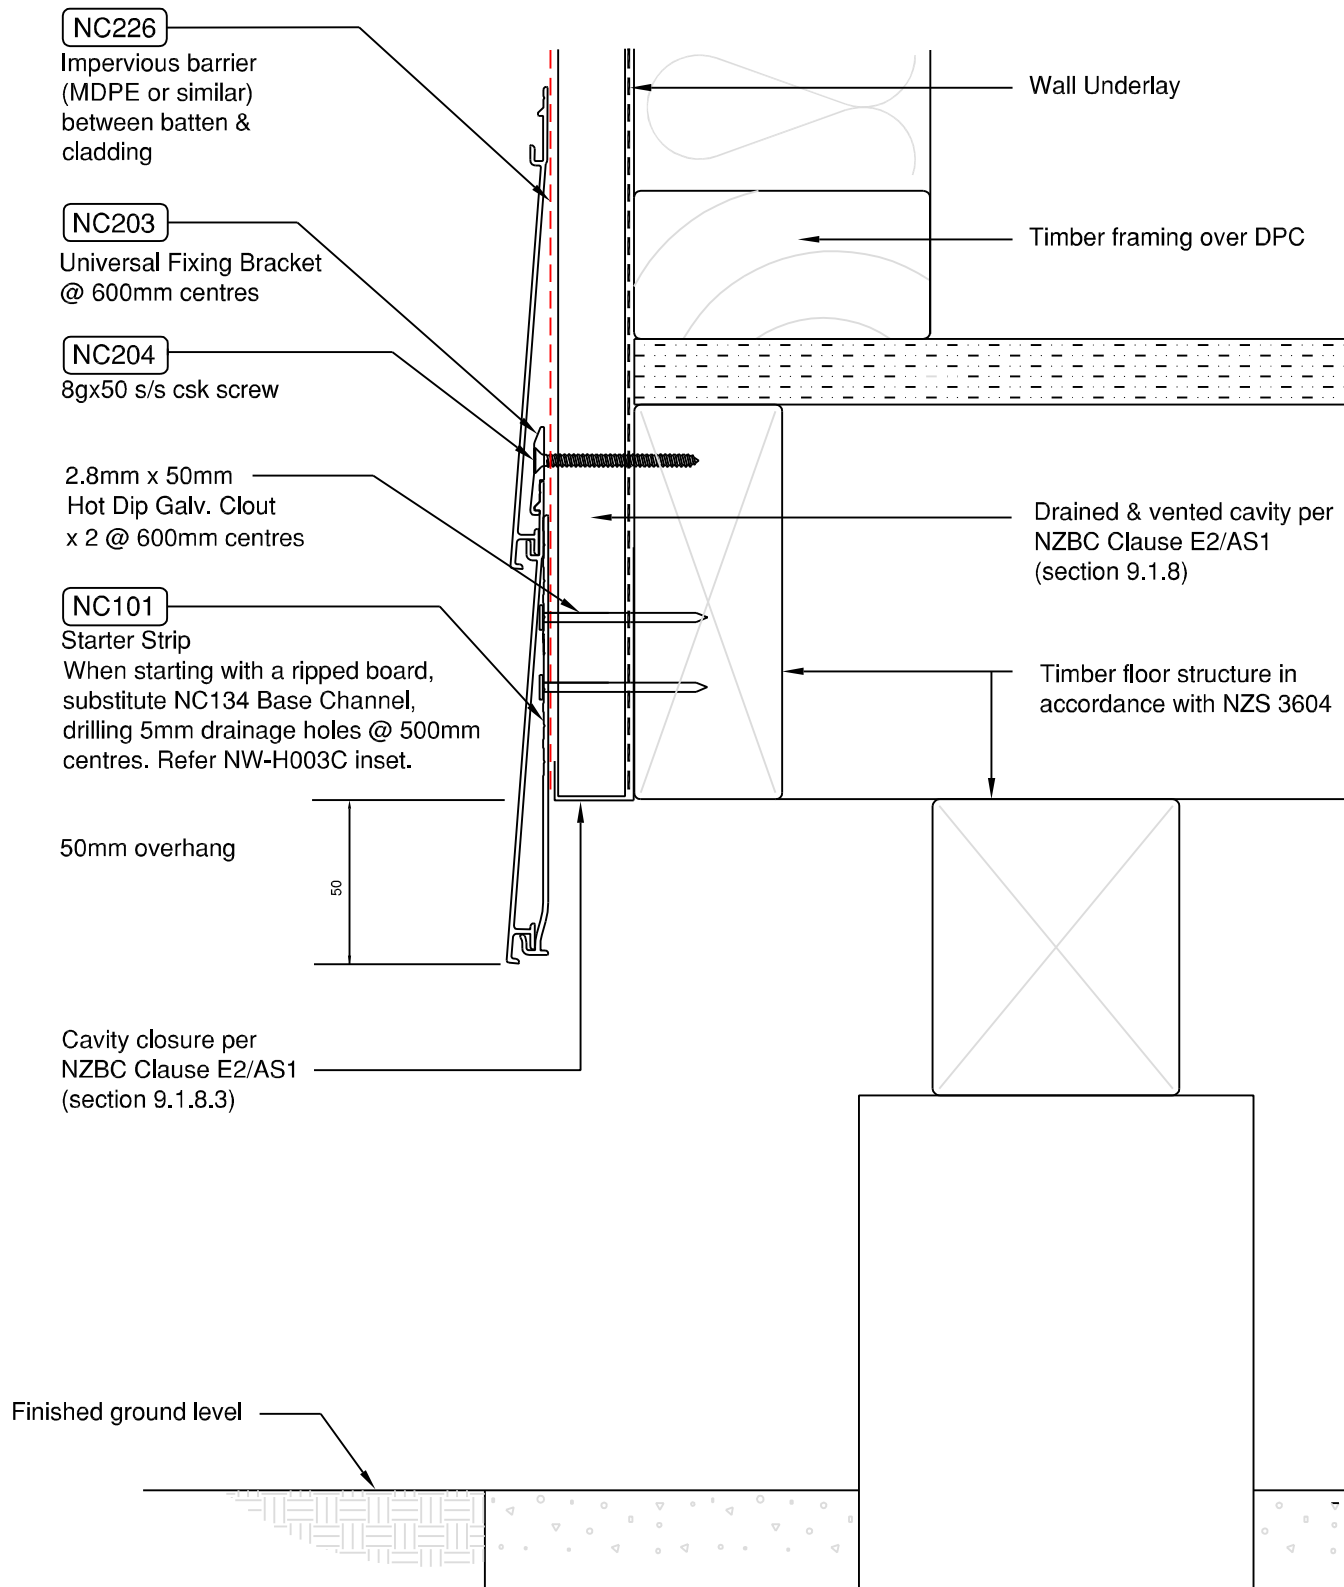 NC226
Impervious barrier
(MDPE or similar)
between batten &
cladding
NC203
Universal Fixing Bracket
@ 600mm centres
NC204
8gx50 s/s csk screw
2.8mm x 50mm
Hot Dip Galv. Clout
x 2 @ 600mm centres
NC101
Starter Strip
When starting with a ripped board,
substitute NC134 Base Channel,
drilling 5mm drainage holes @ 500mm
centres. Refer NW-H003C inset.
50mm overhang
50
Cavity closure per
NZBC Clause E2/AS1
(section 9.1.8.3)
Finished ground level
Wall Underlay
Timber framing over DPC
Drained & vented cavity per
NZBC Clause E2/AS1
(section 9.1.8)
Timber floor structure in
accordance with NZS 3604